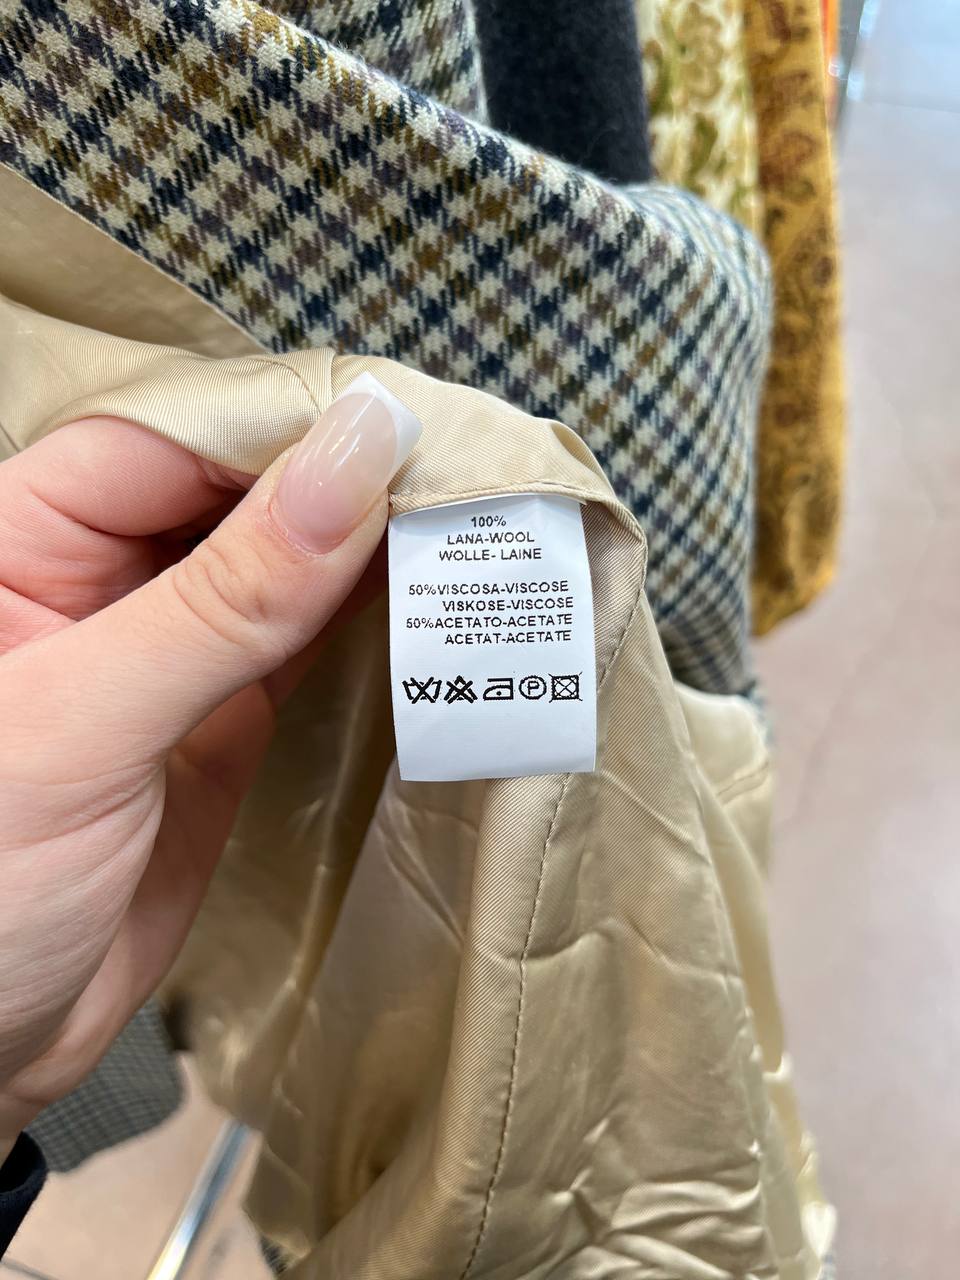 100%
LANA-WOOL
WOLLE- LAINE
50%VISCOSA-VISCOSE
VISKOSE-VISCOSE
50%ACETATO-ACETATE
ACETAT-ACETATE
P